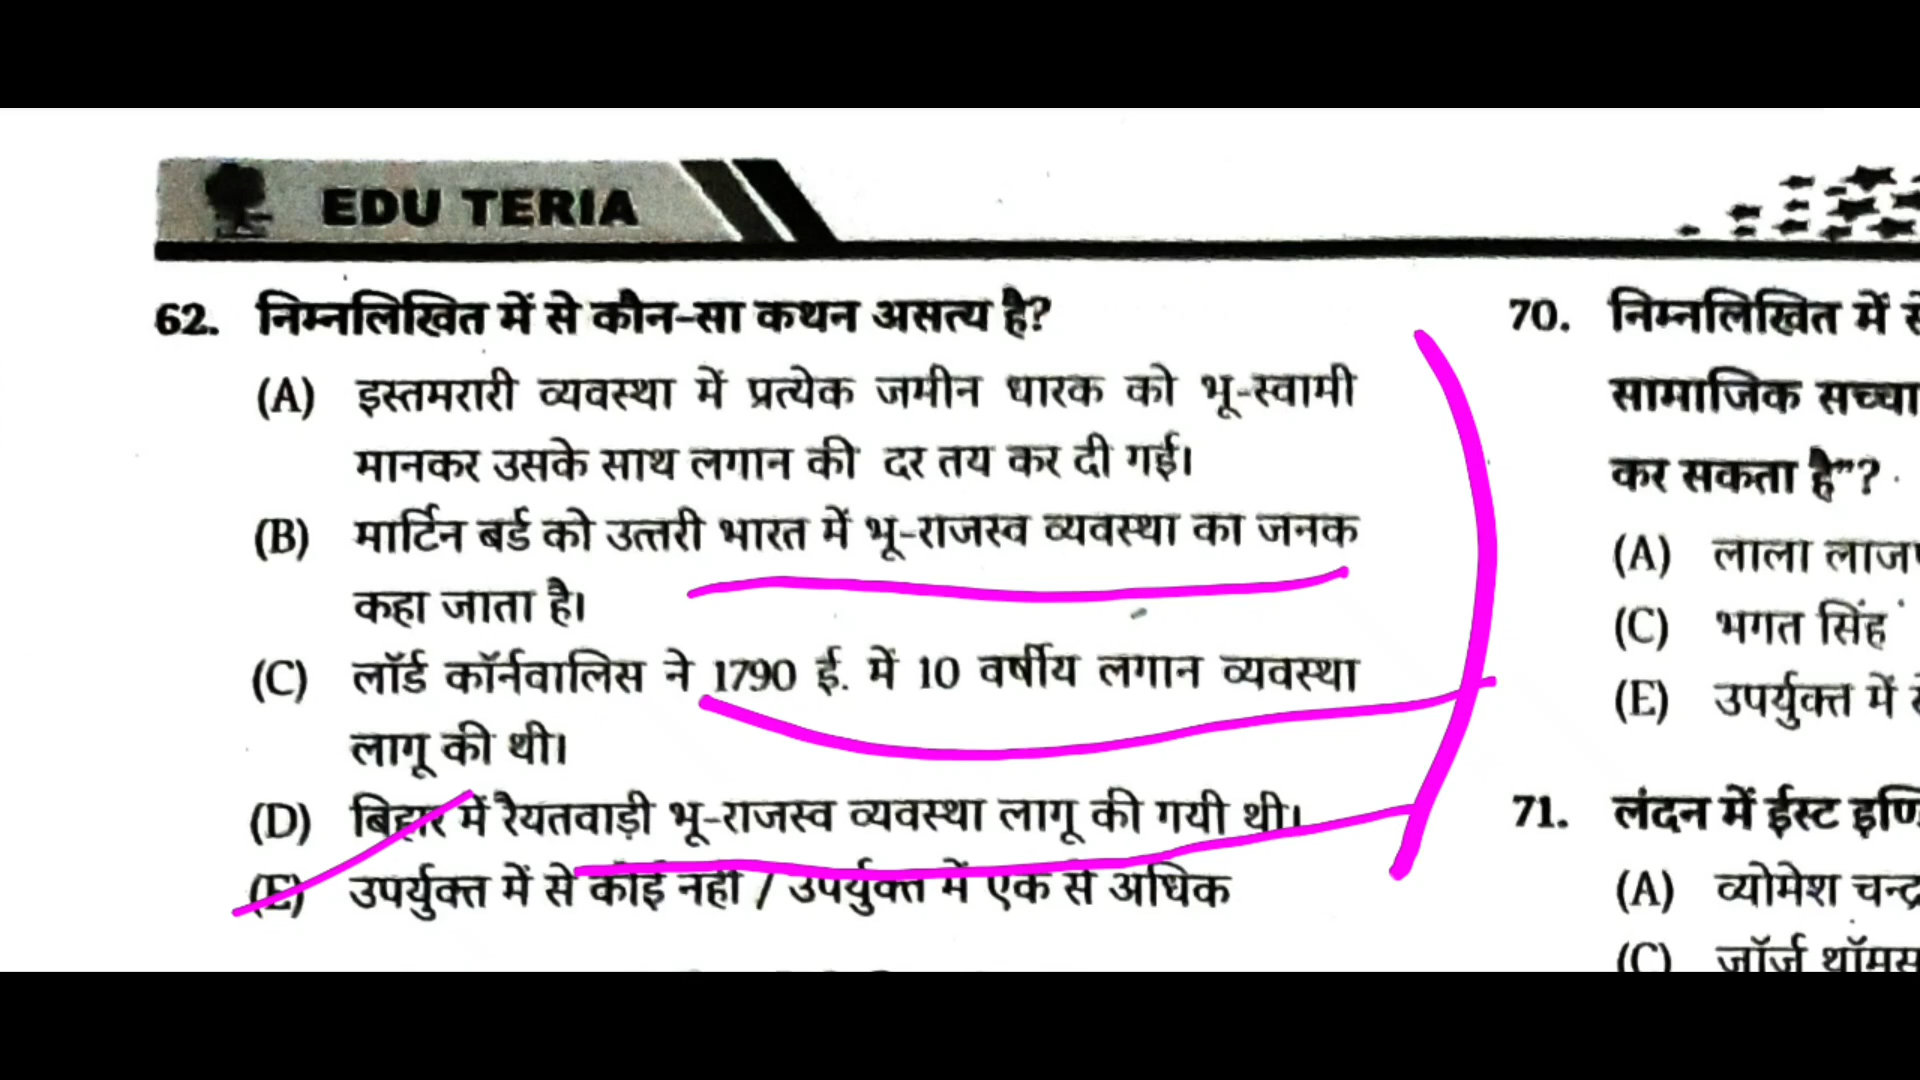 EDU TERIA
62. निम्नलिखित में से कौन-सा कथन असत्य है?
(A) इस्तमरारी व्यवस्था में प्रत्येक जमीन धारक को भू-स्वामी
मानकर उसके साथ लगान की दर तय कर दी गई।
(B) मार्टिन बर्ड को उत्तरी भारत में भू-राजस्व व्यवस्था का जनक
कहा जाता है।
(C) लॉर्ड कॉर्नवालिस ने 1790 ई. में 10 वर्षीय लगान व्यवस्था
लागू की थी।
(D) बिहार में रैयतवाड़ी भू-राजस्व व्यवस्था लागू की गयी थी।
(E) उपर्युक्त में से कोई नहीं / उपर्युक्त में एक से अधिक
70. निम्नलिखित में
सामाजिक सच्चा
कर सकता है"?
(A) लाला
(C) भगत सिंह
(E) उपर्युक्त में
71. लंदन में ईस्ट
(A) व्योमेश
(C) जॉर्ज